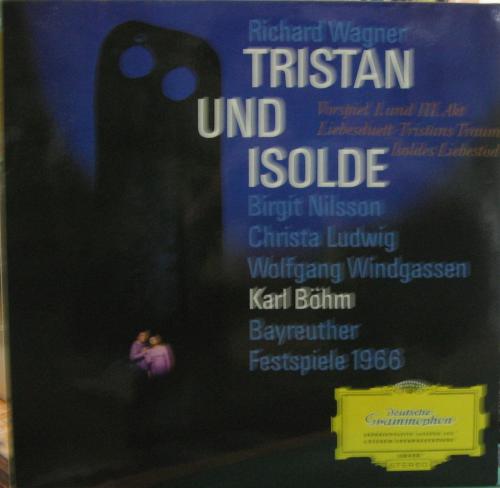 Richard Wagner
TRISTAN
UND
ISOLDE
Vorspiel I. und III. Akt
Liebesduett · Tristans Traum
Isoldes Liebestod
Birgit Nilsson
Christa Ludwig
Wolfgang Windgassen
Karl Böhm
Bayreuther
Festspiele 1966
Deutsche
Grammophon
STEREO